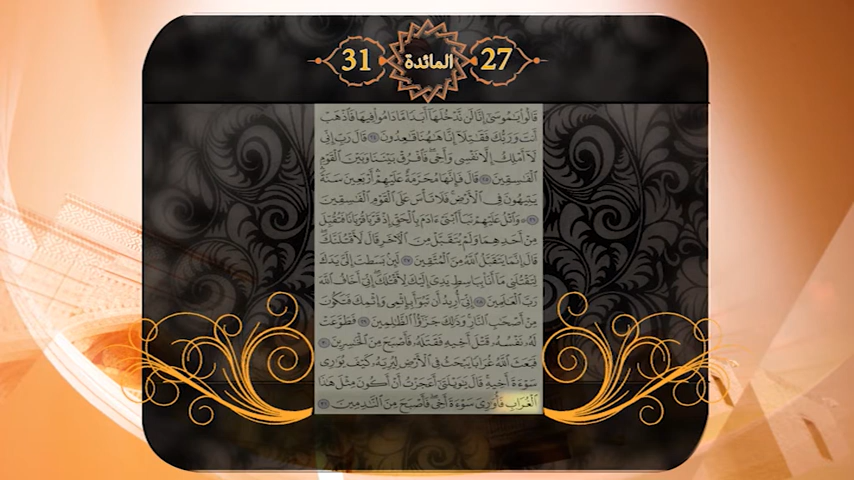 27 المائدة 31
قَالُوا۟ يَٰمُوسَىٰٓ إِنَّا لَن نَّدْخُلَهَآ أَبَدًا مَّا دَامُوا۟ فِيهَا فَٱذْهَبْ
أَنتَ وَرَبُّكَ فَقَٰتِلَآ إِنَّا هَٰهُنَا قَٰعِدُونَ ٢٤ قَالَ رَبِّ إِنِّى
لَآ أَمْلِكُ إِلَّا نَفْسِى وَأَخِى فَٱفْرُقْ بَيْنَنَا وَبَيْنَ ٱلْقَوْمِ
ٱلْفَٰسِقِينَ ٢٥ قَالَ فَإِنَّهَا مُحَرَّمَةٌ عَلَيْهِمْ أَرْبَعِينَ سَنَةً
يَتِيهُونَ فِى ٱلْأَرْضِ فَلَا تَأْسَ عَلَى ٱلْقَوْمِ ٱلْفَٰسِقِينَ
٢٦ وَٱتْلُ عَلَيْهِمْ نَبَأَ ٱبْنَىْ ءَادَمَ بِٱلْحَقِّ إِذْ قَرَّبَا قُرْبَانًا فَتُقُبِّلَ
مِنْ أَحَدِهِمَا وَلَمْ يُتَقَبَّلْ مِنَ ٱلْءَاخَرِ قَالَ لَأَقْتُلَنَّكَ
قَالَ إِنَّمَا يَتَقَبَّلُ ٱللَّهُ مِنَ ٱلْمُتَّقِينَ ٢٧ لَئِنۢ بَسَطتَ إِلَىَّ يَدَكَ
لِتَقْتُلَنِى مَآ أَنَا۠ بِبَاسِطٍ يَدِىَ إِلَيْكَ لِأَقْتُلَكَ إِنِّىٓ أَخَافُ ٱللَّهَ
رَبَّ ٱلْعَٰلَمِينَ ٢٨ إِنِّىٓ أُرِيدُ أَن تَبُوٓأَ بِإِثْمِى وَإِثْمِكَ فَتَكُونَ
مِنْ أَصْحَٰبِ ٱلنَّارِ وَذَٰلِكَ جَزَٰٓؤُا۟ ٱلظَّٰلِمِينَ ٢٩ فَطَوَّعَتْ
لَهُۥ نَفْسُهُۥ قَتْلَ أَخِيهِ فَقَتَلَهُۥ فَأَصْبَحَ مِنَ ٱلْخَٰسِرِينَ ٣٠
فَبَعَثَ ٱللَّهُ غُرَابًا يَبْحَثُ فِى ٱلْأَرْضِ لِيُرِيَهُۥ كَيْفَ يُوَٰرِى
سَوْءَةَ أَخِيهِ قَالَ يَٰوَيْلَتَىٰٓ أَعَجَزْتُ أَنْ أَكُونَ مِثْلَ هَٰذَا
ٱلْغُرَابِ فَأُوَٰرِىَ سَوْءَةَ أَخِى فَأَصْبَحَ مِنَ ٱلنَّٰدِمِينَ ٣١